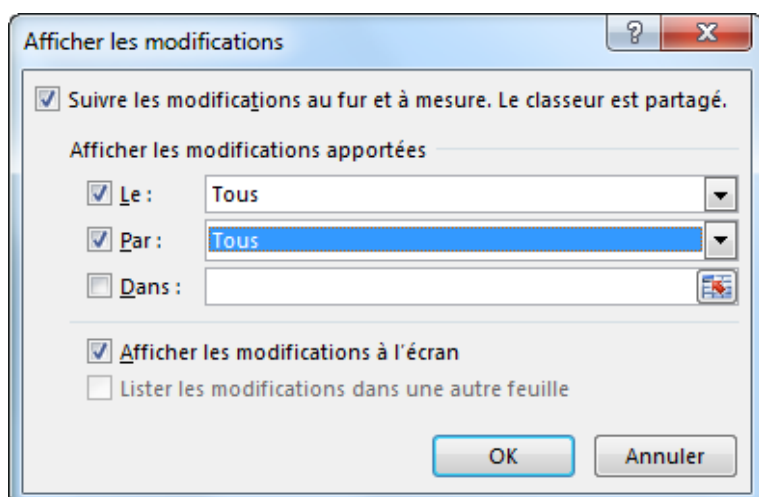 Afficher les modifications
?
Suivre les modifications au fur et à mesure. Le classeur est partagé.
Afficher les modifications apportées
Le : Tous
Par : Tous
Dans :
Afficher les modifications à l'écran
Lister les modifications dans une autre feuille
OK Annuler